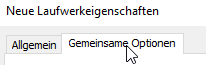 Neue Laufwerkeigenschaften
Allgemein Gemeinsame Optionen